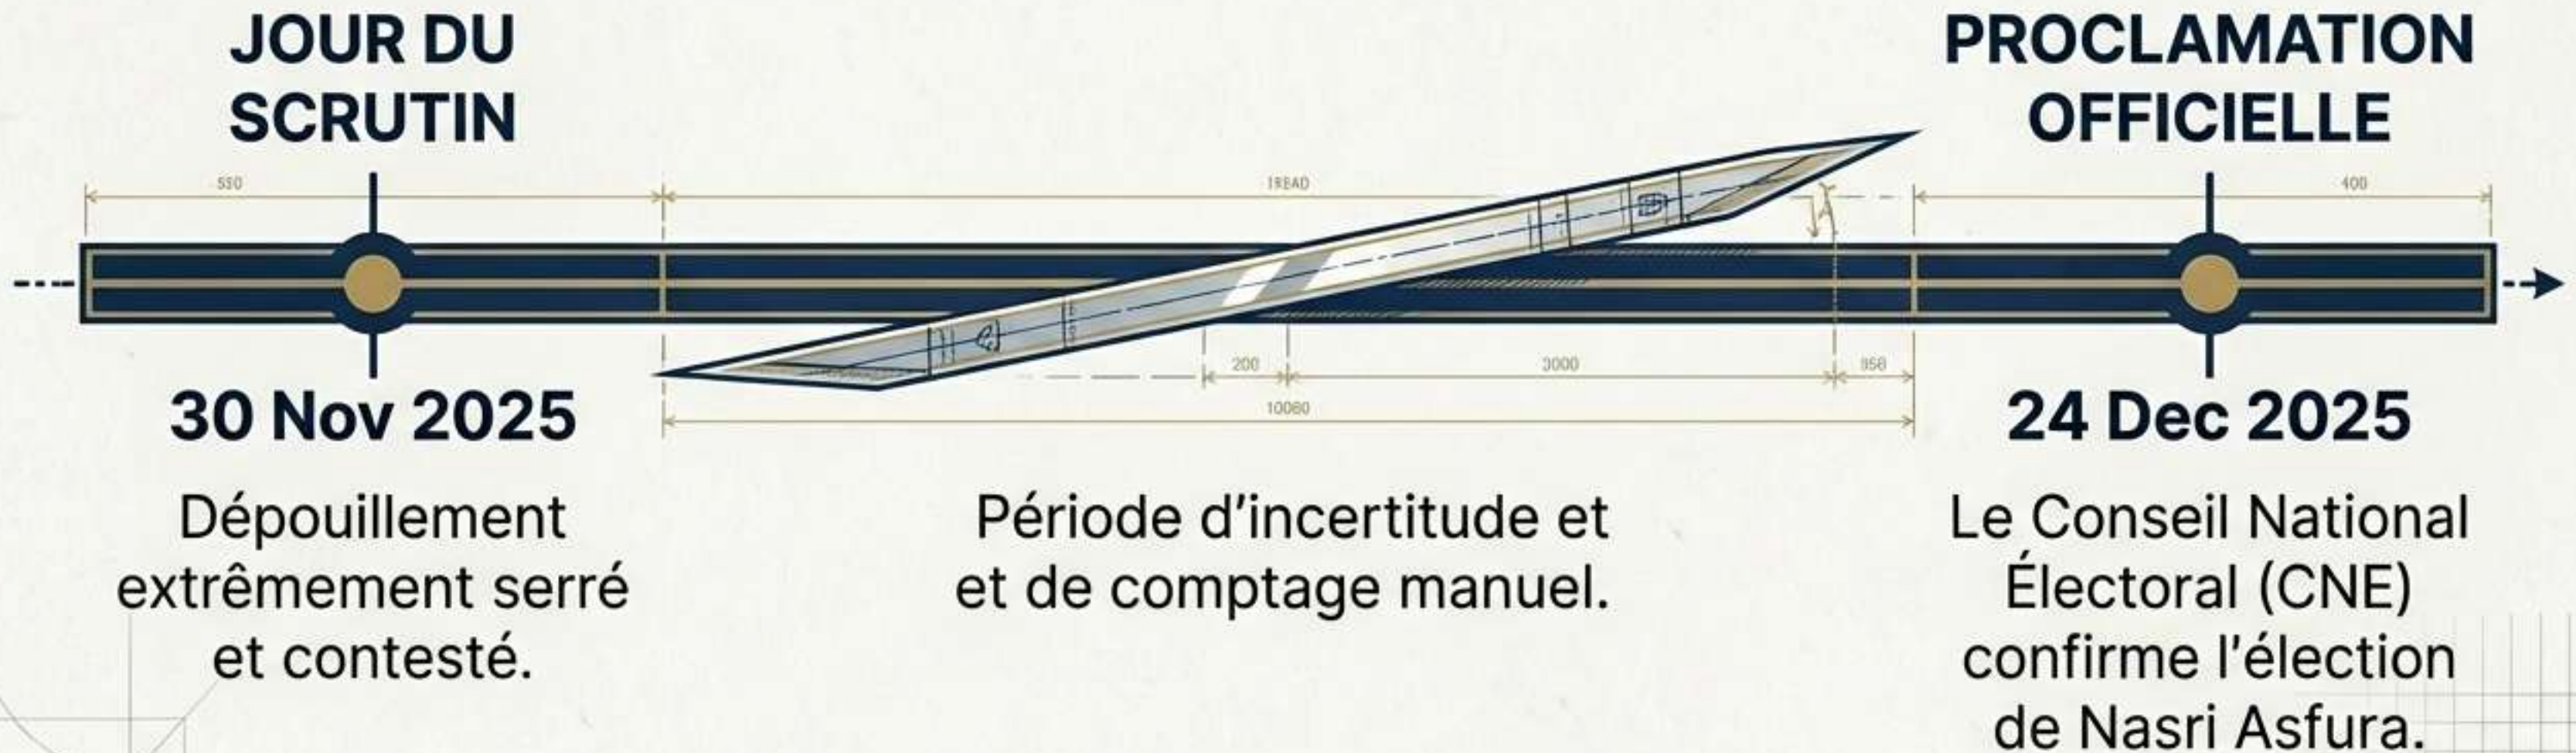 JOUR DU
SCRUTIN
PROCLAMATION
OFFICIELLE
550
400
200
3000
10060
30 Nov 2025
24 Dec 2025
Dépouillement
extrêmement serré
et contesté.
Période d’incertitude et
et de comptage manuel.
Le Conseil National
Électoral (CNE)
confirme l’élection
de Nasri Asfura.